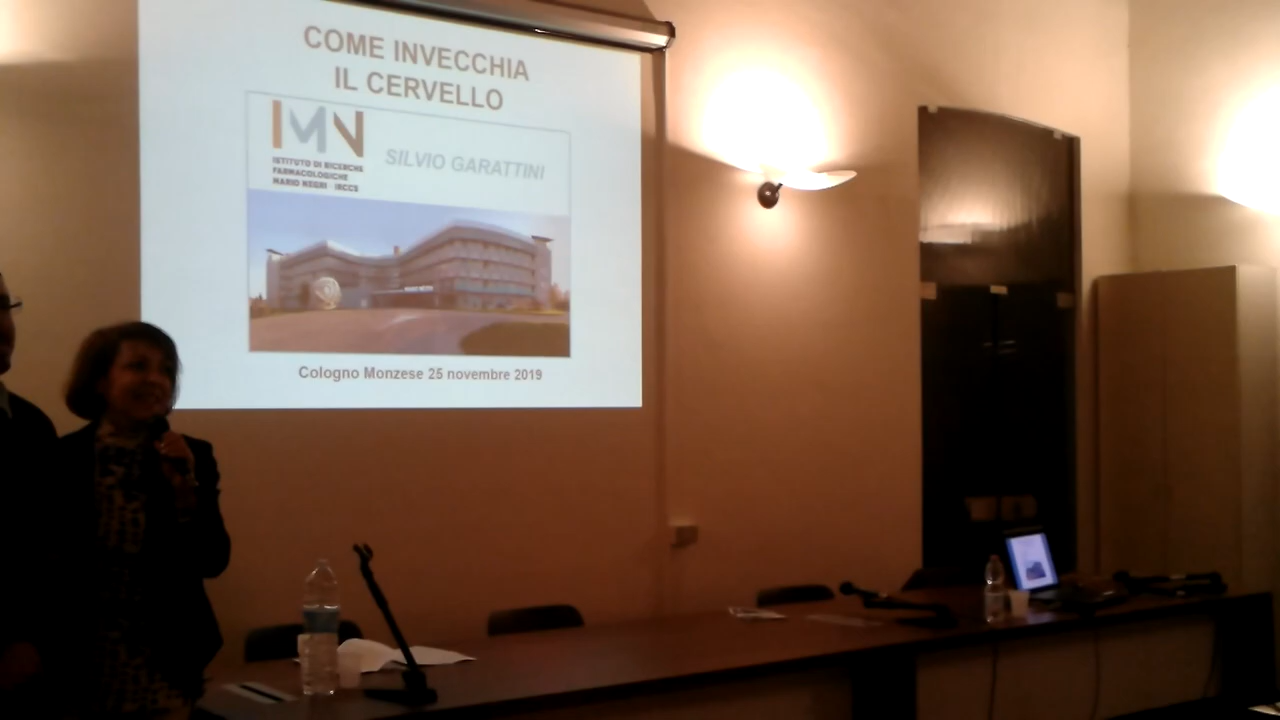 COME INVECCHIA
IL CERVELLO
IMN
ISTITUTO DI RICERCHE
FARMACOLOGICHE
MARIO NEGRI · IRCCS
SILVIO GARATTINI
Cologno Monzese 25 novembre 2019